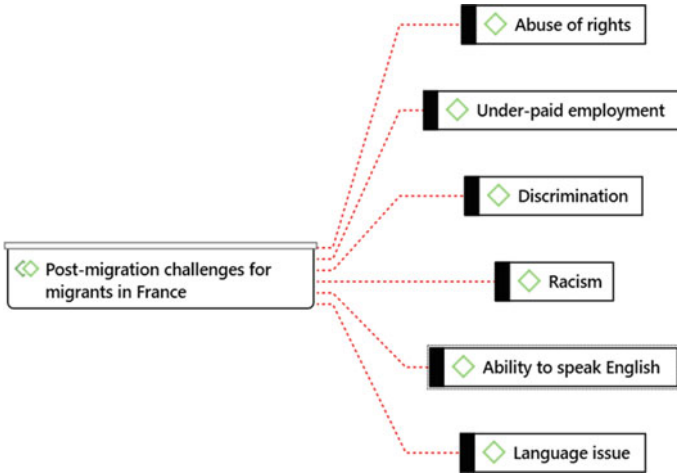 Abuse of rights
Under-paid employment
Discrimination
Post-migration challenges for
migrants in France
Racism
Ability to speak English
Language issue